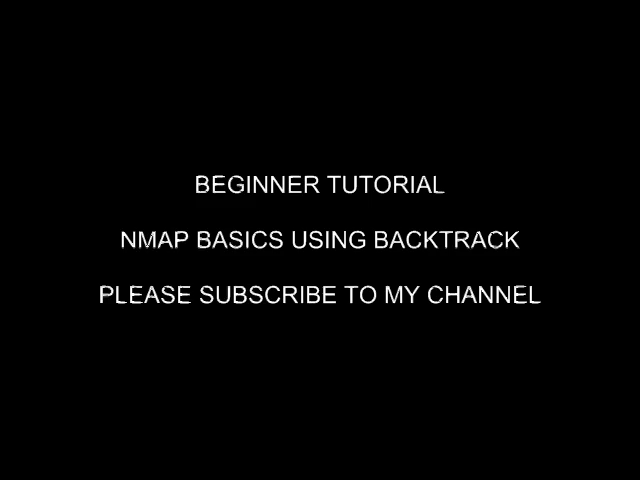 BEGINNER TUTORIAL
NMAP BASICS USING BACKTRACK
PLEASE SUBSCRIBE TO MY CHANNEL